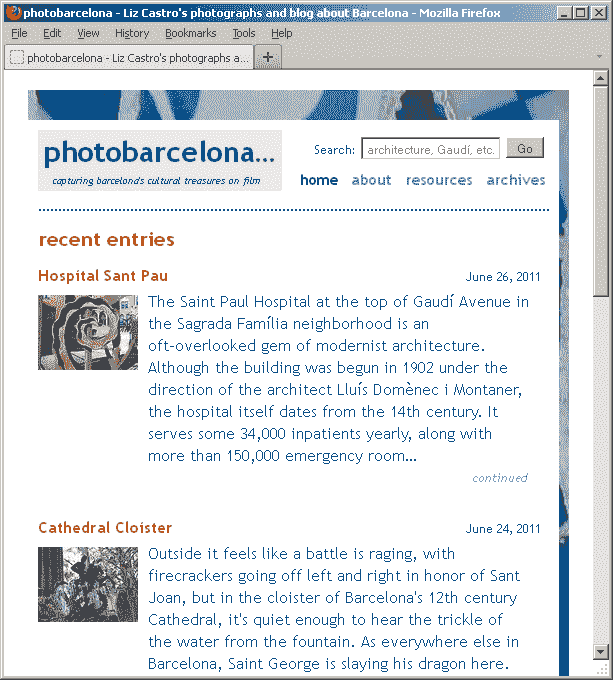 photobarcelona - Liz Castro's photographs and blog about Barcelona - Mozilla Firefox
File Edit View History Bookmarks Tools Help
photobarcelona - Liz Castro's photographs a...
photobarcelona...
capturing barcelona's cultural treasures on film
Search: architecture, Gaudí, etc. Go
home about resources archives
recent entries
Hospital Sant Pau June 26, 2011
The Saint Paul Hospital at the top of Gaudí Avenue in
the Sagrada Família neighborhood is an
oft-overlooked gem of modernist architecture.
Although the building was begun in 1902 under the
direction of the architect Lluís Domènec i Montaner,
the hospital itself dates from the 14th century. It
serves some 34,000 inpatients yearly, along with
more than 150,000 emergency room...
continued
Cathedral Cloister June 24, 2011
Outside it feels like a battle is raging, with
firecrackers going off left and right in honor of Sant
Joan, but in the cloister of Barcelona's 12th century
Cathedral, it's quiet enough to hear the trickle of
the water from the fountain. As everywhere else in
Barcelona, Saint George is slaying his dragon here.